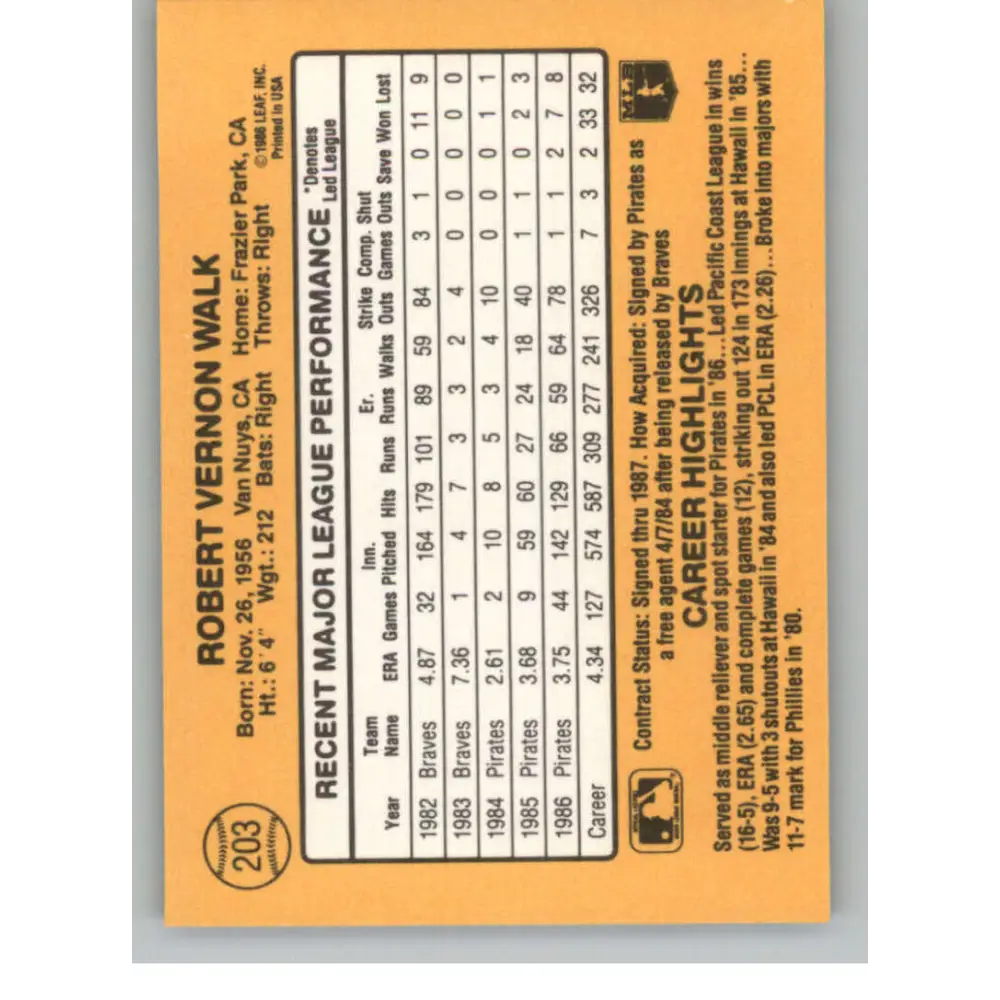 203
ROBERT VERNON WALK
Born: Nov. 26, 1956 Van Nuys, CA Home: Frazier Park, CA
Ht.: 6'4" Wgt.: 212 Bats: Right Throws: Right
©1986 LEAF, INC.
Printed in USA
RECENT MAJOR LEAGUE PERFORMANCE
*Denotes
Led League
Team Inn. Er. Strike Comp. Shut
Year Name ERA Games Pitched Hits Runs Runs Walks Outs Games Outs Save Won Lost
1982 Braves 4.87 32 164 179 101 89 59 84 3 1 0 11 9
1983 Braves 7.36 1 4 7 3 3 2 4 0 0 0 0 0
1984 Pirates 2.61 2 10 8 5 3 4 10 0 0 0 1 1
1985 Pirates 3.68 9 59 60 27 24 18 40 1 1 0 2 3
1986 Pirates 3.75 44 142 129 66 59 64 78 1 1 2 7 8
Career 4.34 127 574 587 309 277 241 326 7 3 2 33 32
Contract Status: Signed thru 1987. How Acquired: Signed by Pirates as
a free agent 4/7/84 after being released by Braves
MLB
CAREER HIGHLIGHTS
Served as middle reliever and spot starter for Pirates in '86...Led Pacific Coast League in wins
(16-5), ERA (2.65) and complete games (12), striking out 124 in 173 innings at Hawaii in '85...
Was 9-5 with 3 shutouts at Hawaii in '84 and also led PCL in ERA (2.26)...Broke into majors with
11-7 mark for Phillies in '80.